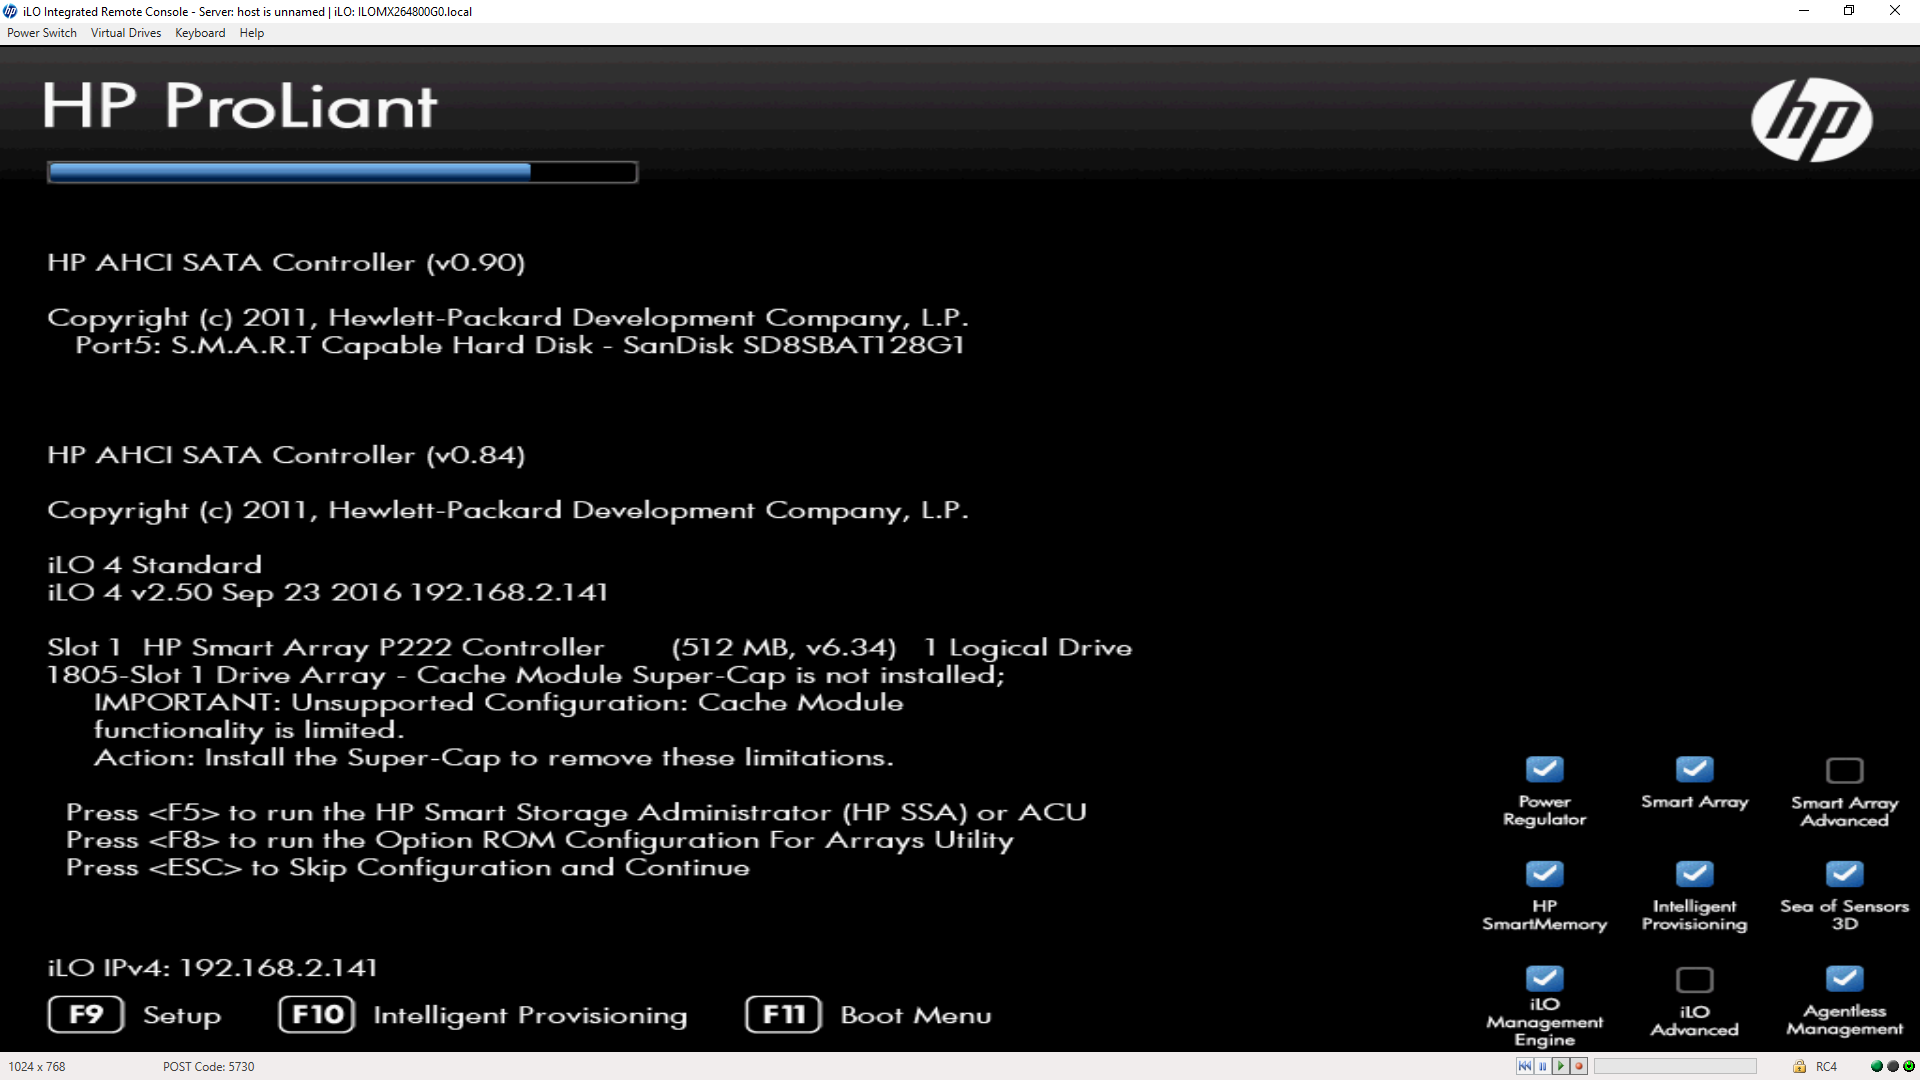 iLO Integrated Remote Console - Server: host is unnamed | iLO: ILOMX264800G0.local
Power Switch Virtual Drives Keyboard Help
HP ProLiant
hp
HP AHCI SATA Controller (v0.90)
Copyright (c) 2011, Hewlett-Packard Development Company, L.P.
Port5: S.M.A.R.T Capable Hard Disk - SanDisk SD8SBAT128G1
HP AHCI SATA Controller (v0.84)
Copyright (c) 2011, Hewlett-Packard Development Company, L.P.
iLO 4 Standard
iLO 4 v2.50 Sep 23 2016 192.168.2.141
Slot 1 HP Smart Array P222 Controller (512 MB, v6.34) 1 Logical Drive
1805-Slot 1 Drive Array - Cache Module Super-Cap is not installed;
IMPORTANT: Unsupported Configuration: Cache Module
functionality is limited.
Action: Install the Super-Cap to remove these limitations.
Press <F5> to run the HP Smart Storage Administrator (HP SSA) or ACU
Press <F8> to run the Option ROM Configuration For Arrays Utility
Press <ESC> to Skip Configuration and Continue
Power Regulator
Smart Array
Smart Array Advanced
HP SmartMemory
Intelligent Provisioning
Sea of Sensors 3D
iLO Management Engine
iLO Advanced
Agentless Management
iLO IPv4: 192.168.2.141
F9 Setup F10 Intelligent Provisioning F11 Boot Menu
1024 x 768 POST Code: 5730 RC4